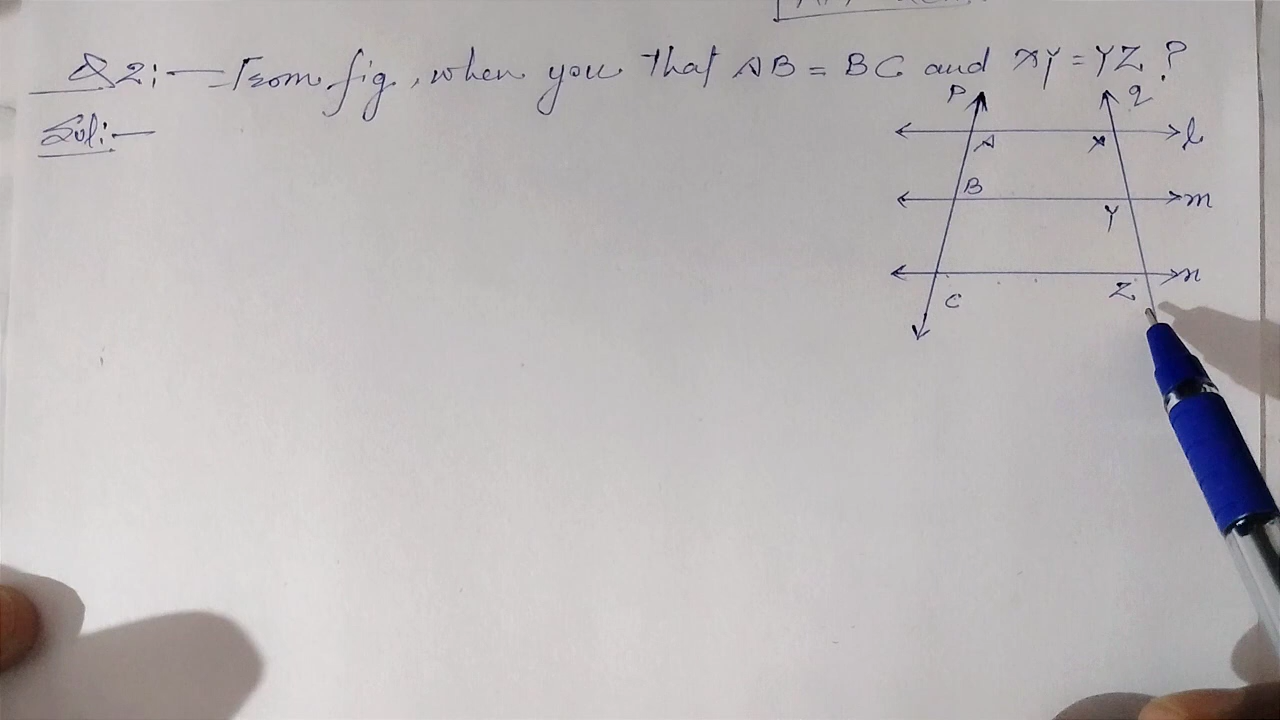 Q2:— From fig, when you that AB = BC and XY = YZ ?
Sol:—
P q
A X l
B Y m
C Z n